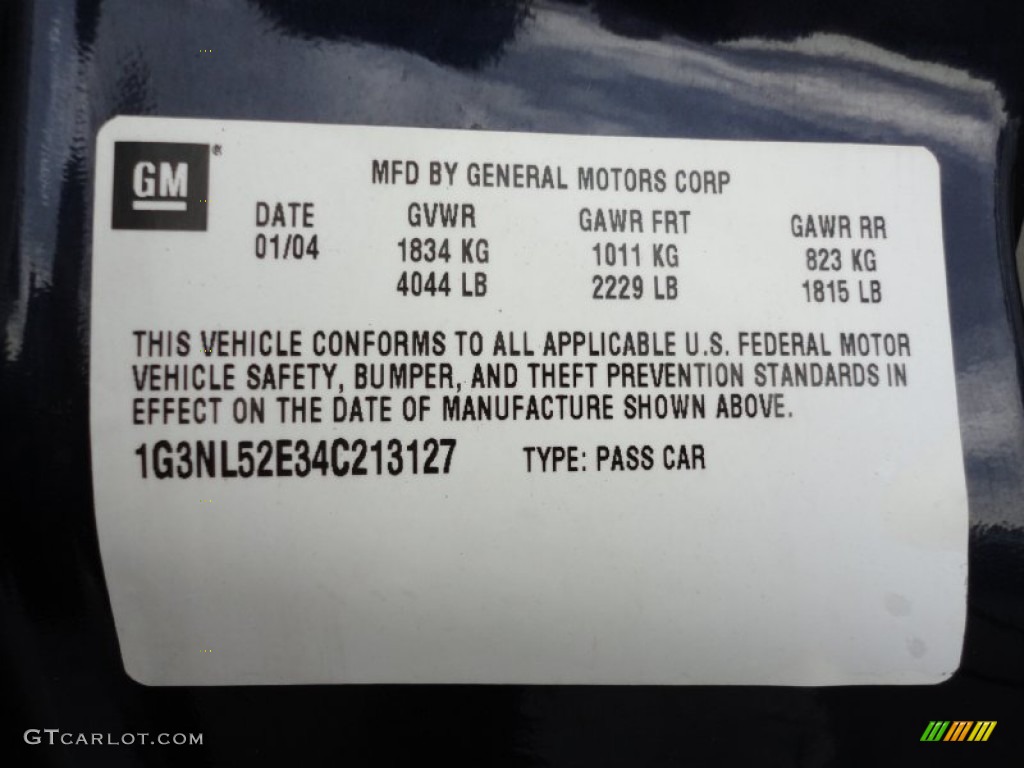 GM®
MFD BY GENERAL MOTORS CORP
DATE GVWR GAWR FRT GAWR RR
01/04 1834 KG 1011 KG 823 KG
4044 LB 2229 LB 1815 LB
THIS VEHICLE CONFORMS TO ALL APPLICABLE U.S. FEDERAL MOTOR
VEHICLE SAFETY, BUMPER, AND THEFT PREVENTION STANDARDS IN
EFFECT ON THE DATE OF MANUFACTURE SHOWN ABOVE.
1G3NL52E34C213127 TYPE: PASS CAR
GTCARLOT.COM